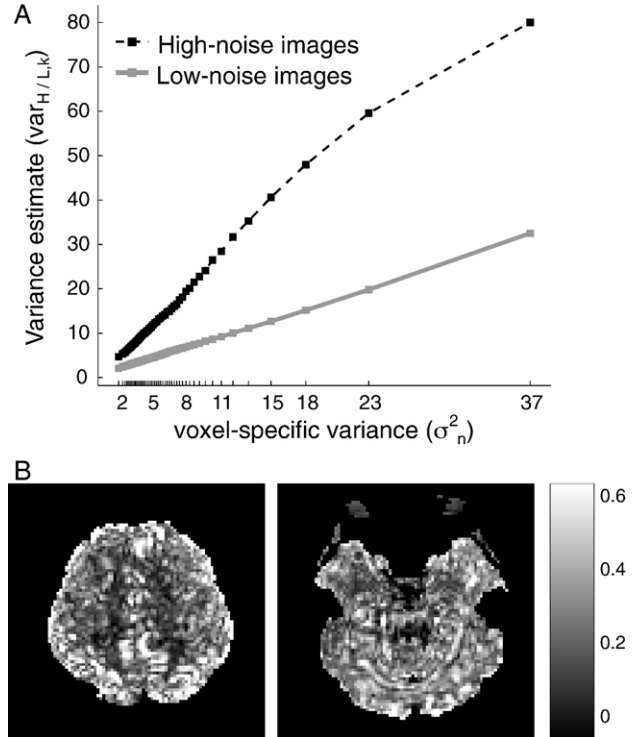 A
80
70
60
50
40
30
20
10
0
Variance estimate (var H / L,k)
High-noise images
Low-noise images
2 5 8 11 15 18 23 37
voxel-specific variance (σ²n)
B
0.6
0.4
0.2
0